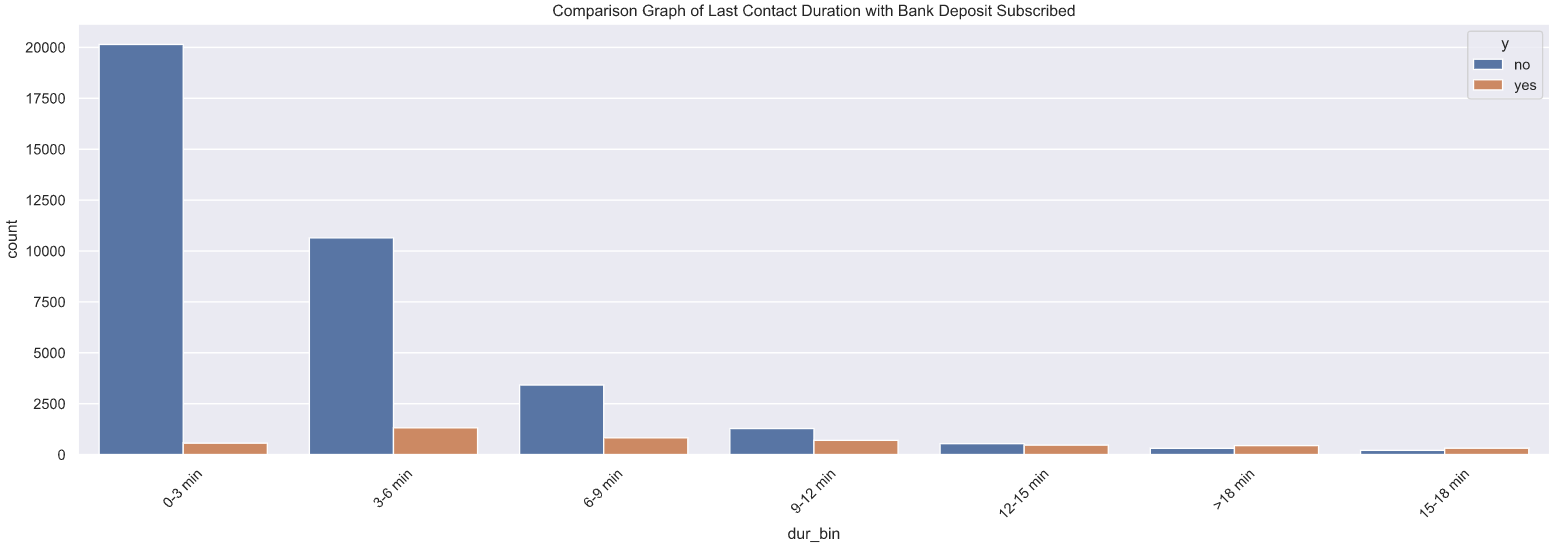 Comparison Graph of Last Contact Duration with Bank Deposit Subscribed
y
no
yes
count
20000
17500
15000
12500
10000
7500
5000
2500
0
0-3 min
3-6 min
6-9 min
9-12 min
12-15 min
>18 min
15-18 min
dur_bin